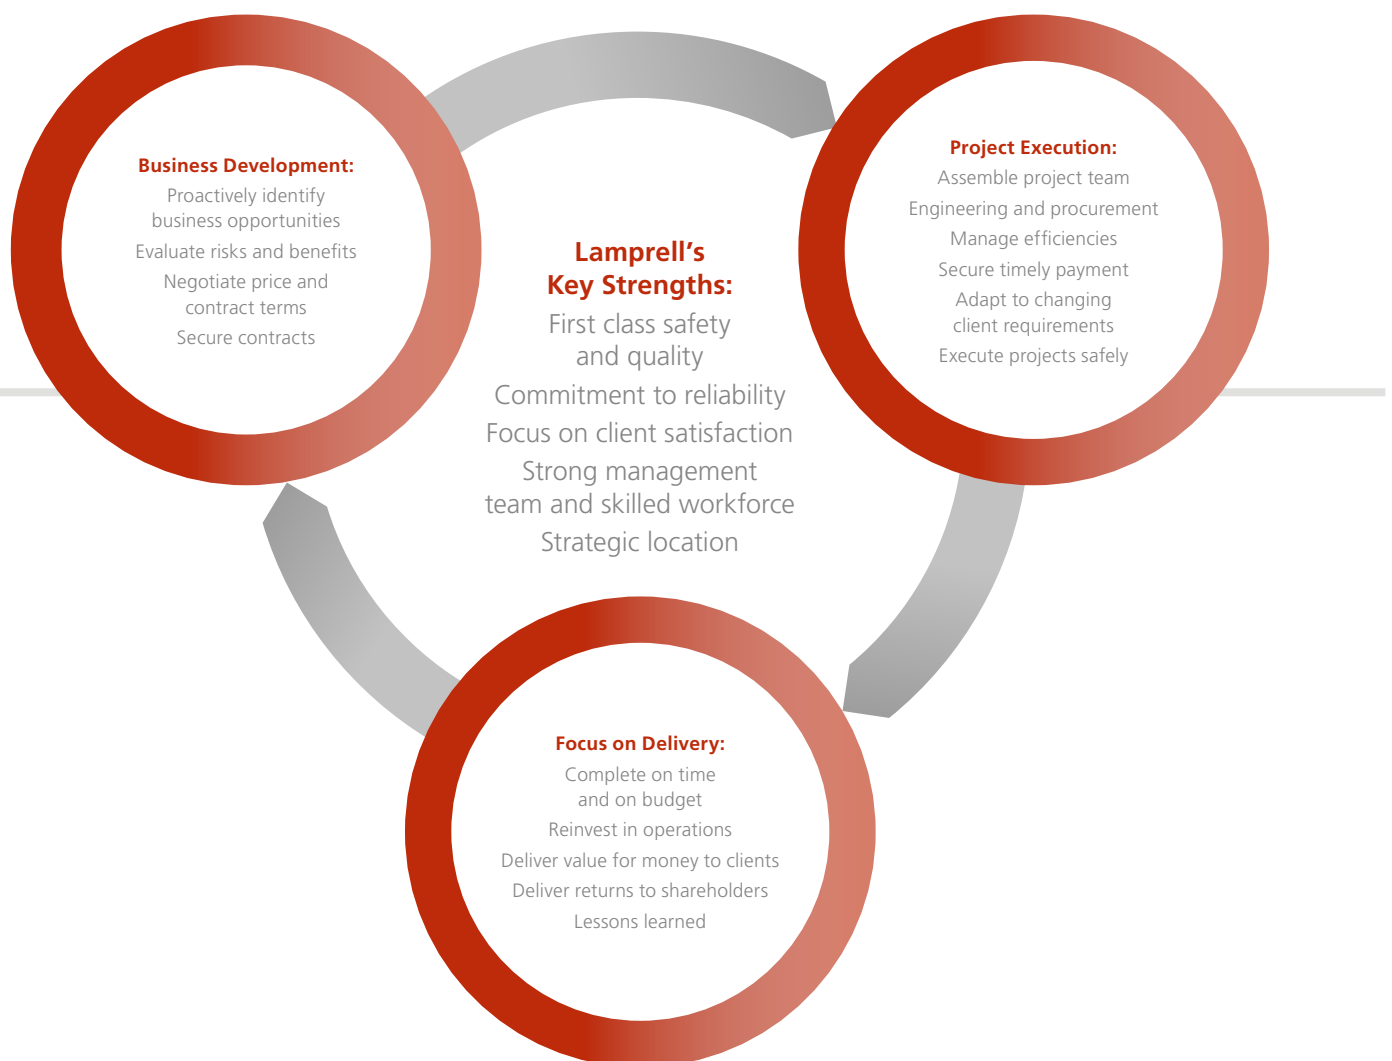 Business Development:
Proactively identify
business opportunities
Evaluate risks and benefits
Negotiate price and
contract terms
Secure contracts
Lamprell’s
Key Strengths:
First class safety
and quality
Commitment to reliability
Focus on client satisfaction
Strong management
team and skilled workforce
Strategic location
Project Execution:
Assemble project team
Engineering and procurement
Manage efficiencies
Secure timely payment
Adapt to changing
client requirements
Execute projects safely
Focus on Delivery:
Complete on time
and on budget
Reinvest in operations
Deliver value for money to clients
Deliver returns to shareholders
Lessons learned